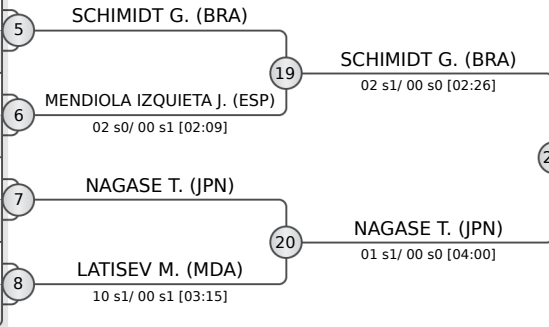 SCHIMIDT G. (BRA)
5
19
SCHIMIDT G. (BRA)
02 s1/ 00 s0 [02:26]
MENDIOLA IZQUIETA J. (ESP)
6
02 s0/ 00 s1 [02:09]
2
NAGASE T. (JPN)
7
20
NAGASE T. (JPN)
01 s1/ 00 s0 [04:00]
LATISEV M. (MDA)
8
10 s1/ 00 s1 [03:15]